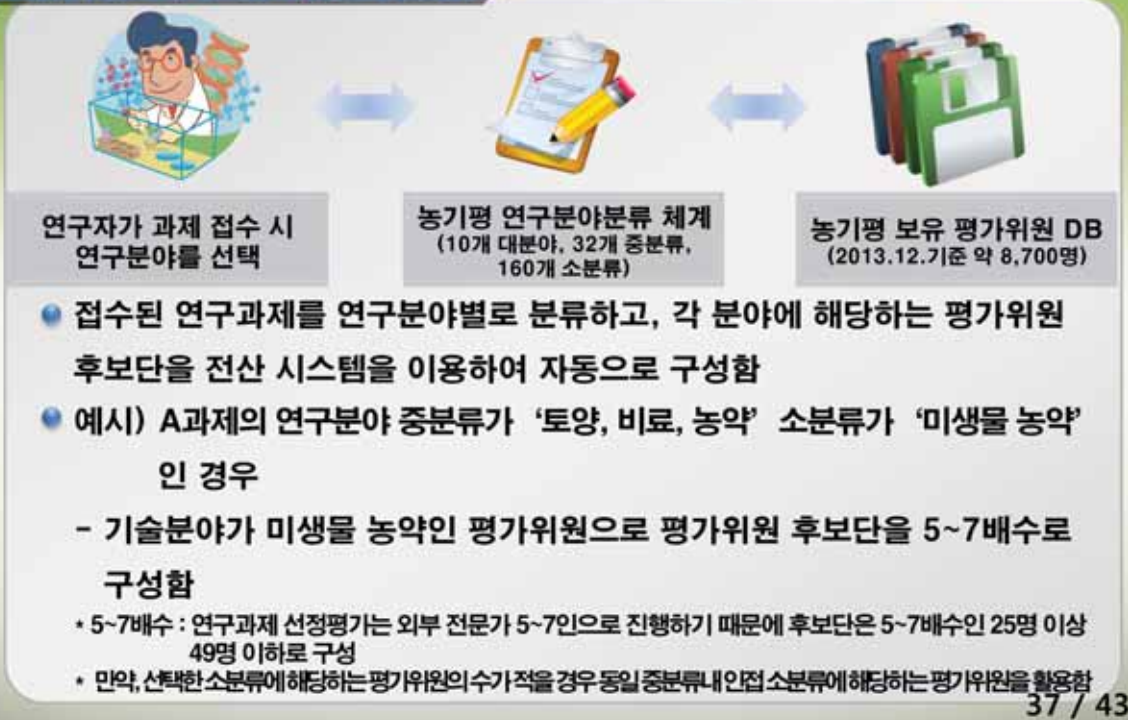 연구자가 과제 접수 시
연구분야를 선택
농기평 연구분야분류 체계
(10개 대분야, 32개 중분류,
160개 소분류)
농기평 보유 평가위원 DB
(2013.12.기준 약 8,700명)
접수된 연구과제를 연구분야별로 분류하고, 각 분야에 해당하는 평가위원
후보단을 전산 시스템을 이용하여 자동으로 구성함
예시) A과제의 연구분야 중분류가 ‘토양, 비료, 농약’ 소분류가 ‘미생물 농약’
인 경우
- 기술분야가 미생물 농약인 평가위원으로 평가위원 후보단을 5~7배수로
구성함
* 5~7배수 : 연구과제 선정평가는 외부 전문가 5~7인으로 진행하기 때문에 후보단은 5~7배수인 25명 이상
49명 이하로 구성
* 만약, 선택한 소분류에 해당하는 평가위원의 수가 적을 경우 동일 중분류내 인접 소분류에 해당하는 평가위원을 활용함
37 / 43